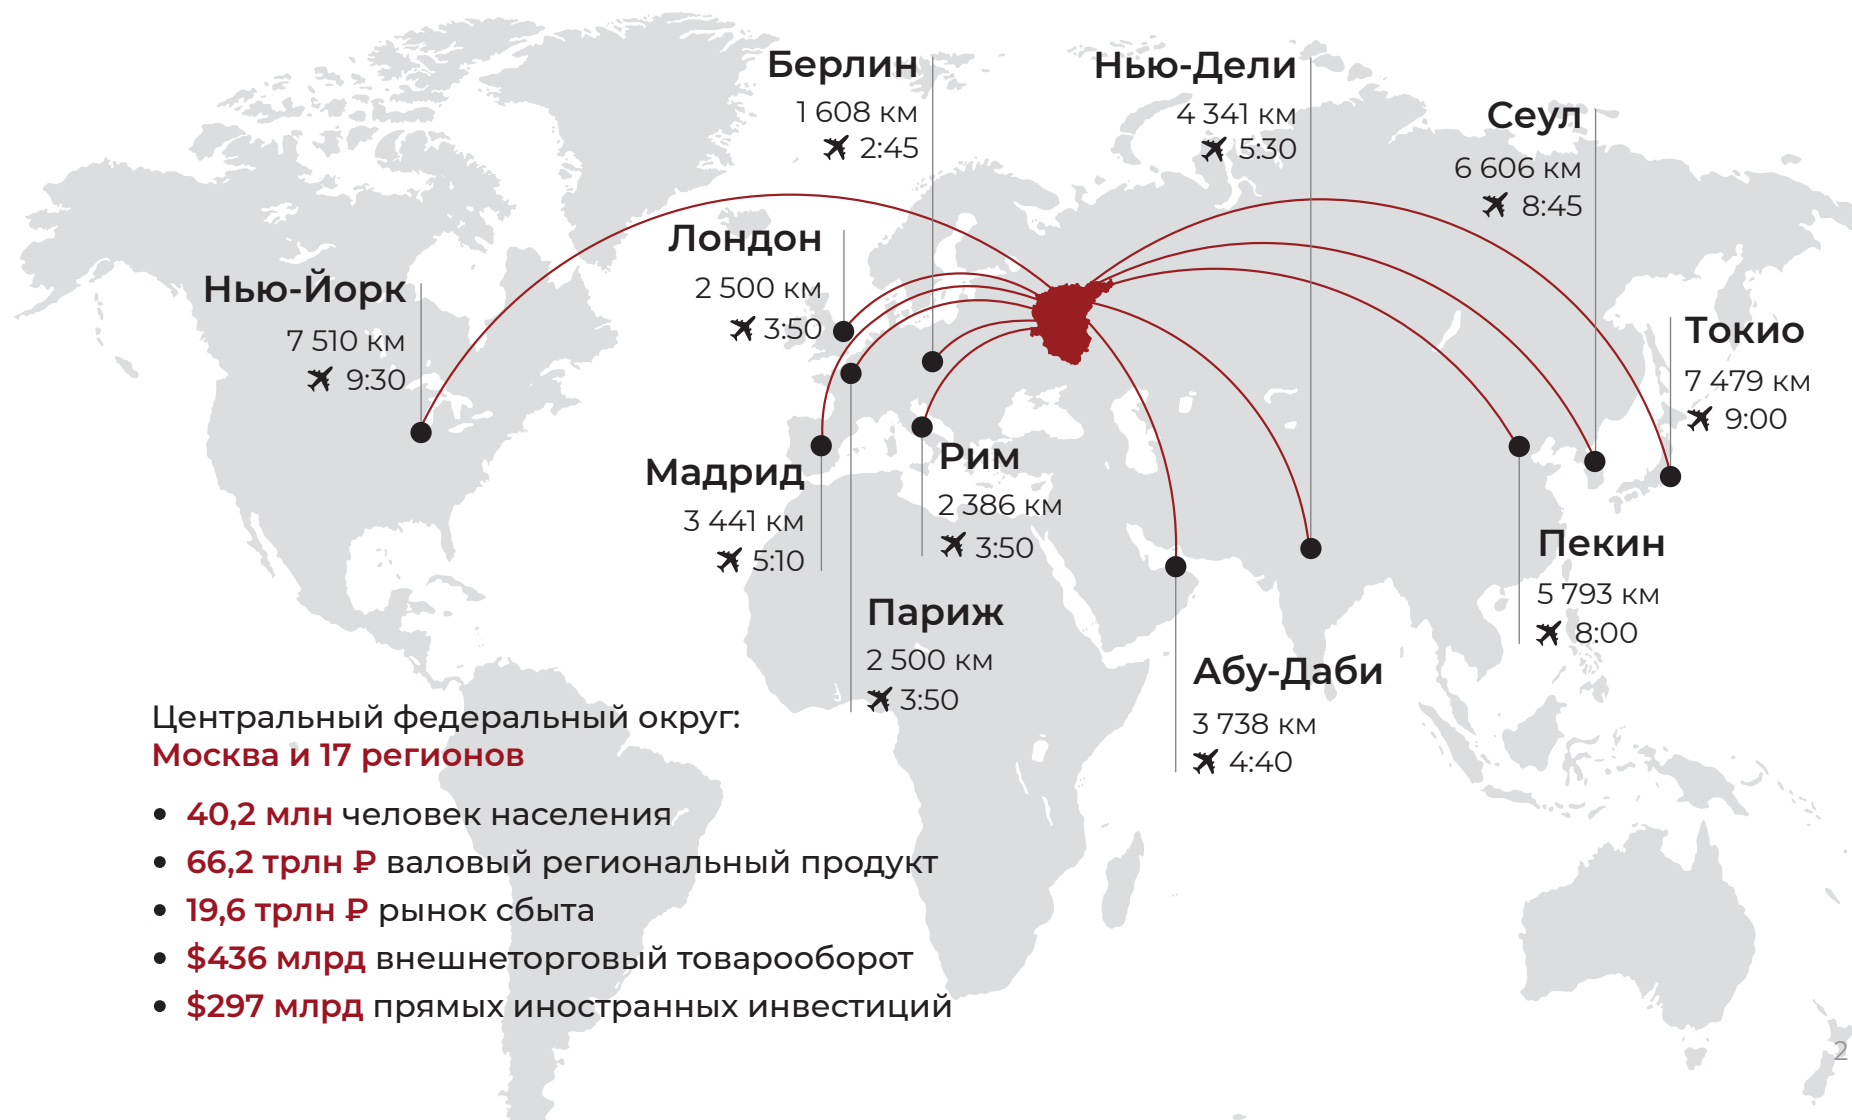 Берлин
1 608 км
2:45
Нью-Дели
4 341 км
5:30
Сеул
6 606 км
8:45
Лондон
2 500 км
3:50
Нью-Йорк
7 510 км
9:30
Токио
7 479 км
9:00
Мадрид
3 441 км
5:10
Рим
2 386 км
3:50
Пекин
5 793 км
8:00
Париж
2 500 км
3:50
Абу-Даби
3 738 км
4:40
Центральный федеральный округ:
Москва и 17 регионов
• 40,2 млн человек населения
• 66,2 трлн ₽ валовый региональный продукт
• 19,6 трлн ₽ рынок сбыта
• $436 млрд внешнеторговый товарооборот
• $297 млрд прямых иностранных инвестиций
2